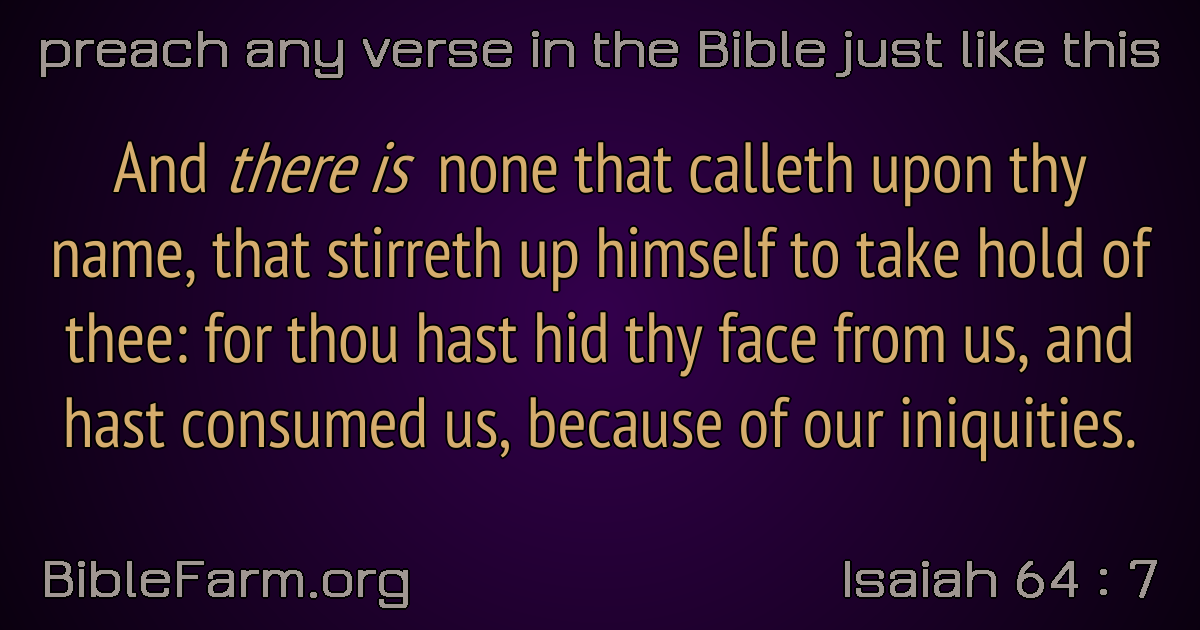 preach any verse in the Bible just like this
And there is none that calleth upon thy
name, that stirreth up himself to take hold of
thee: for thou hast hid thy face from us, and
hast consumed us, because of our iniquities.
BibleFarm.org
Isaiah 64 : 7